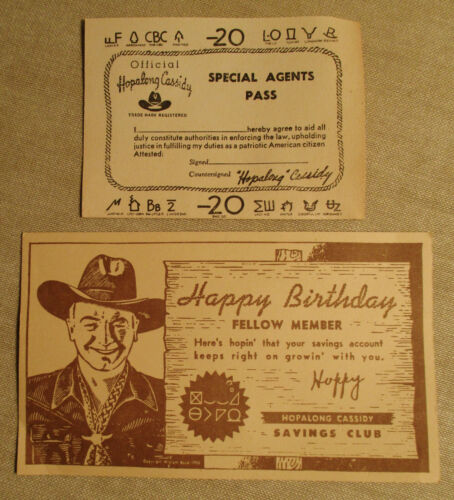 CBC -20
Official
Hopalong Cassidy
TRADE MARK REGISTERED
SPECIAL AGENTS
PASS
I hereby agree to aid all
duly constitute authorities in enforcing the law, upholding
justice in fulfilling my duties as a patriotic American citizen
Attested:
Signed
Countersigned "Hopalong" Cassidy
-20
Happy Birthday
FELLOW MEMBER
Here's hopin' that your savings account
keeps right on growin' with you.
Hoppy
HOPALONG CASSIDY
SAVINGS CLUB